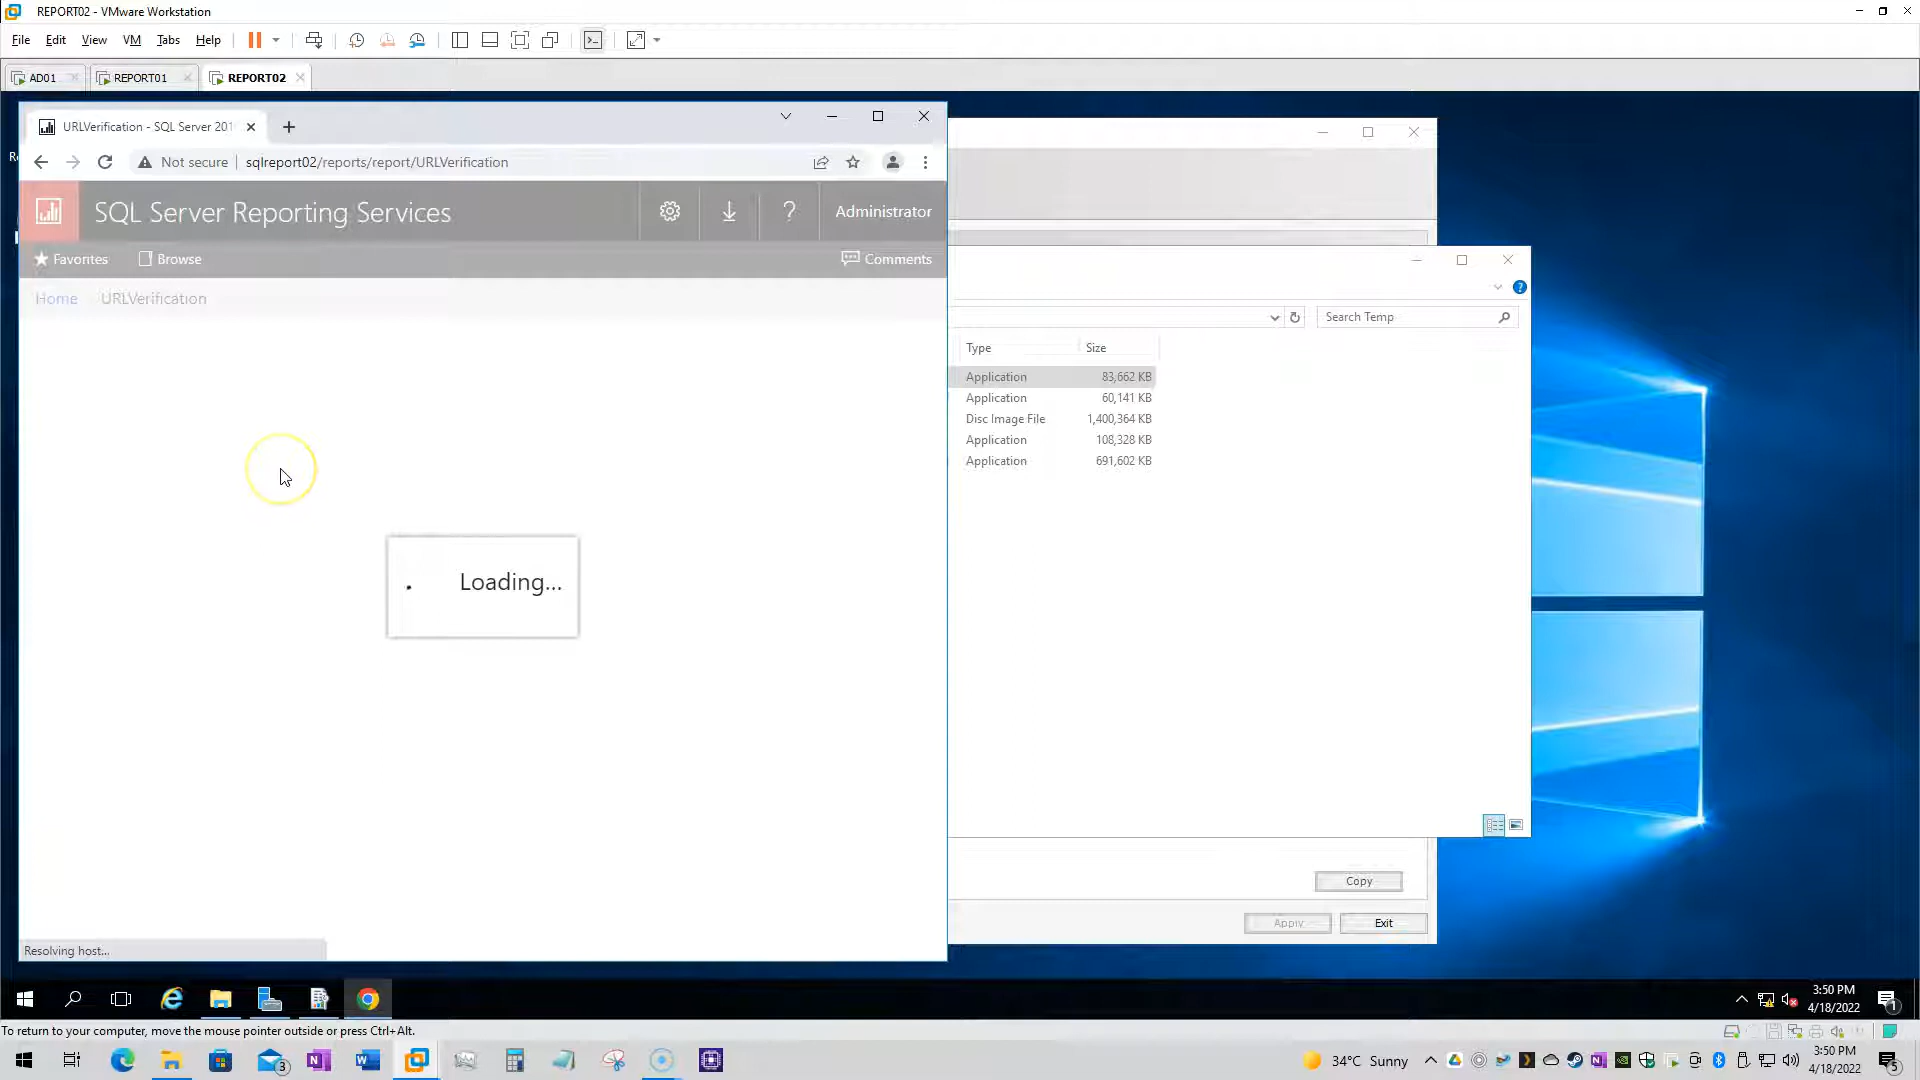 REPORT02 - VMware Workstation
File Edit View VM Tabs Help
AD01 REPORT01 REPORT02
URLVerification - SQL Server 201
Not secure sqlreport02/reports/report/URLVerification
SQL Server Reporting Services Administrator
Favorites Browse Comments
Home URLVerification
Search Temp
Type Size
Application 83,662 KB
Application 60,141 KB
Disc Image File 1,400,364 KB
Application 108,328 KB
Application 691,602 KB
Loading...
Copy
Apply Exit
Resolving host...
3:50 PM
4/18/2022
1
To return to your computer, move the mouse pointer outside or press Ctrl+Alt.
3
34°C Sunny
3:50 PM
4/18/2022
5